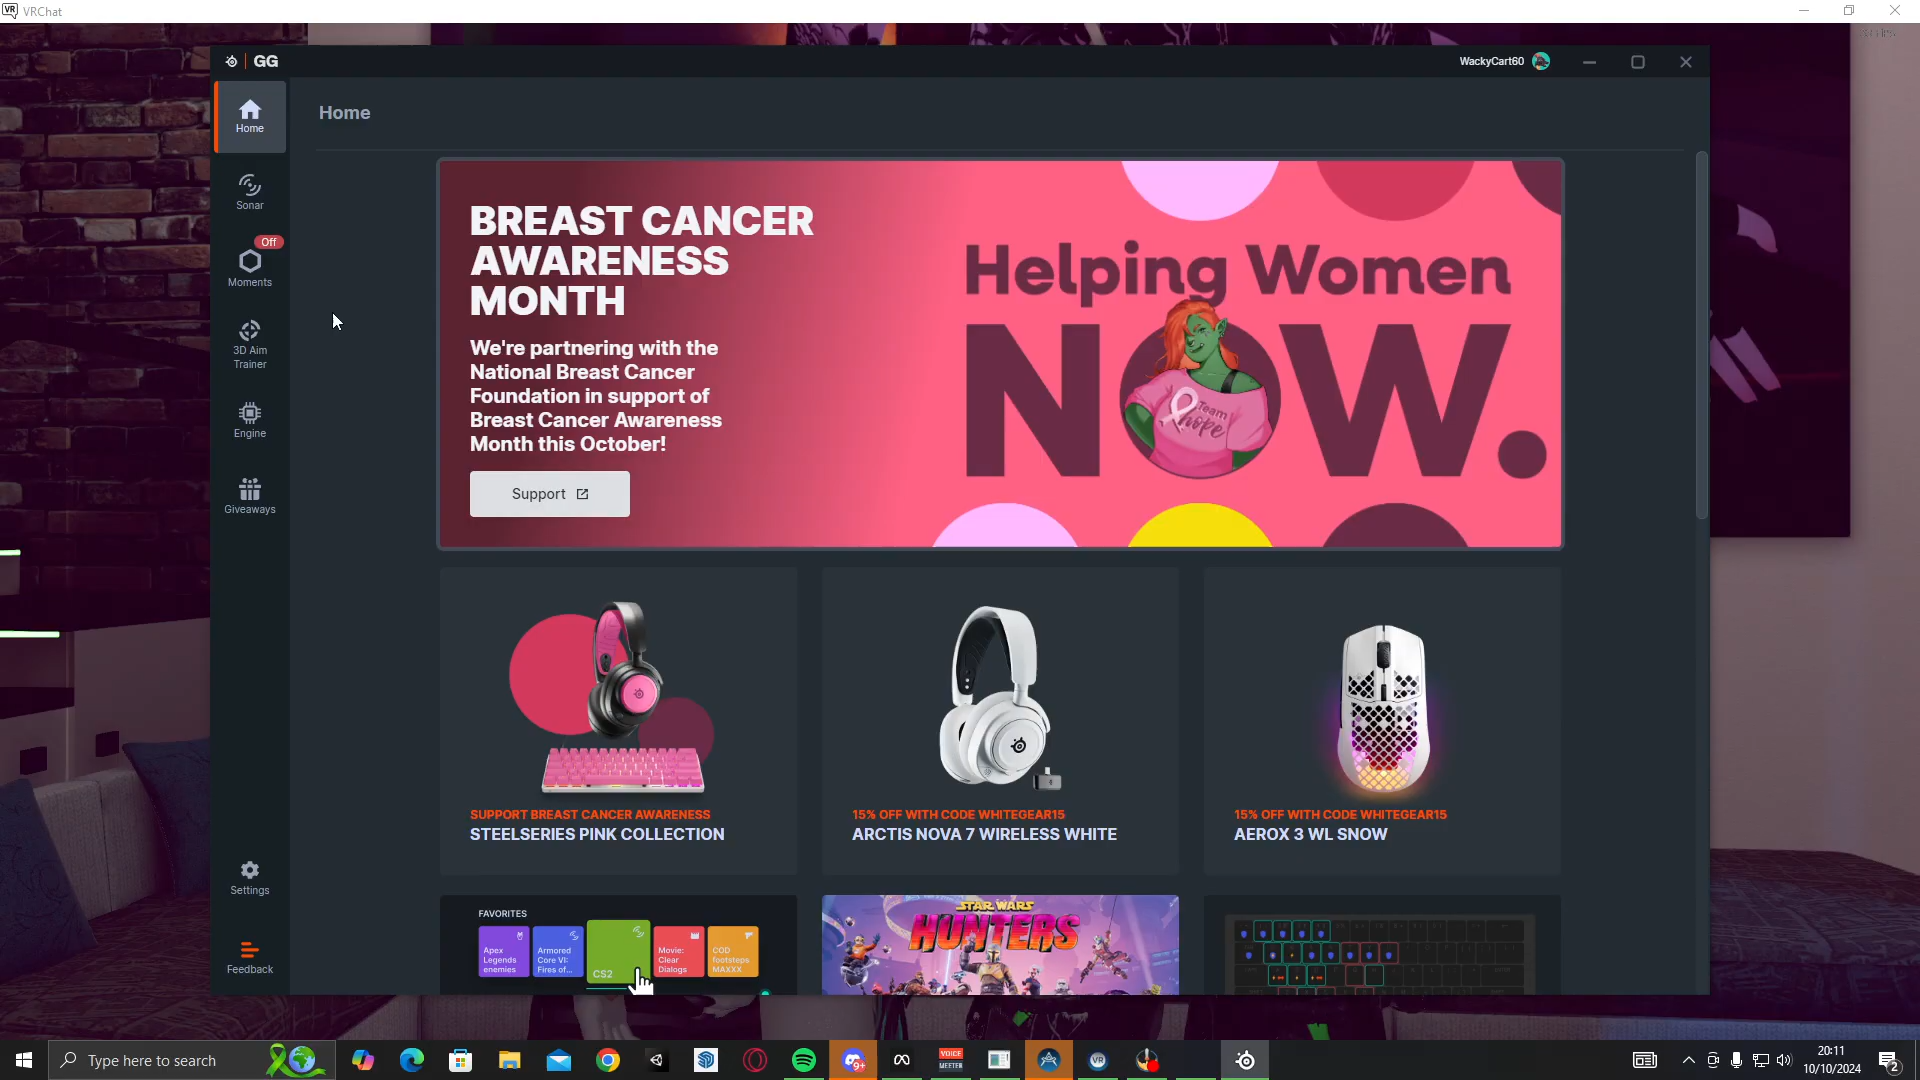 VRChat
GG
WackyCart60
Home
Home
Sonar
Off
Moments
3D Aim
Trainer
Engine
Giveaways
Settings
Feedback
BREAST CANCER
AWARENESS
MONTH
We're partnering with the
National Breast Cancer
Foundation in support of
Breast Cancer Awareness
Month this October!
Support
Helping Women
NOW.
Team
hope
SUPPORT BREAST CANCER AWARENESS
STEELSERIES PINK COLLECTION
15% OFF WITH CODE WHITEGEAR15
ARCTIS NOVA 7 WIRELESS WHITE
15% OFF WITH CODE WHITEGEAR15
AEROX 3 WL SNOW
FAVORITES
Apex
Legends
enemies
Armored
Core VI:
Fires of...
CS2
Movie:
Clear
Dialogs
COD
footsteps
MAXXX
STAR WARS
HUNTERS
Type here to search
9+
VOICE
MEETER
VR
20:11
10/10/2024
2